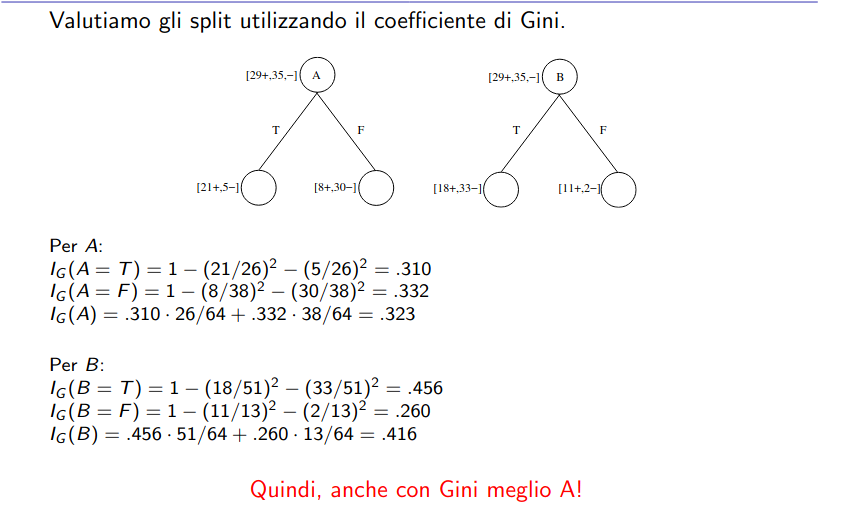 Valutiamo gli split utilizzando il coefficiente di Gini.
[29+,35,−] A [29+,35,−] B
T F T F
[21+,5−] [8+,30−] [18+,33−] [11+,2−]
Per A:
I_G(A = T) = 1 − (21/26)² − (5/26)² = .310
I_G(A = F) = 1 − (8/38)² − (30/38)² = .332
I_G(A) = .310 · 26/64 + .332 · 38/64 = .323
Per B:
I_G(B = T) = 1 − (18/51)² − (33/51)² = .456
I_G(B = F) = 1 − (11/13)² − (2/13)² = .260
I_G(B) = .456 · 51/64 + .260 · 13/64 = .416
Quindi, anche con Gini meglio A!